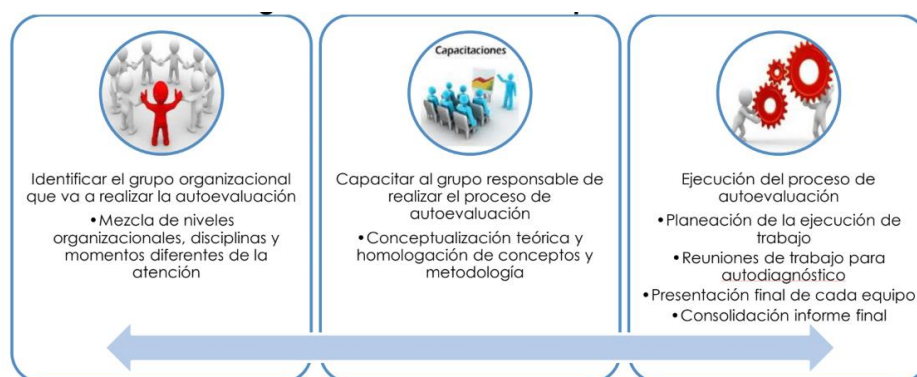 Capacitaciones
Identificar el grupo organizacional
que va a realizar la autoevaluación
•Mezcla de niveles
organizacionales, disciplinas y
momentos diferentes de la
atención
Capacitar al grupo responsable de
realizar el proceso de
autoevaluación
•Conceptualización teórica y
homologación de conceptos y
metodología
Ejecución del proceso de
autoevaluación
•Planeación de la ejecución de
trabajo
•Reuniones de trabajo para
autodiagnóstico
•Presentación final de cada equipo
•Consolidación informe final